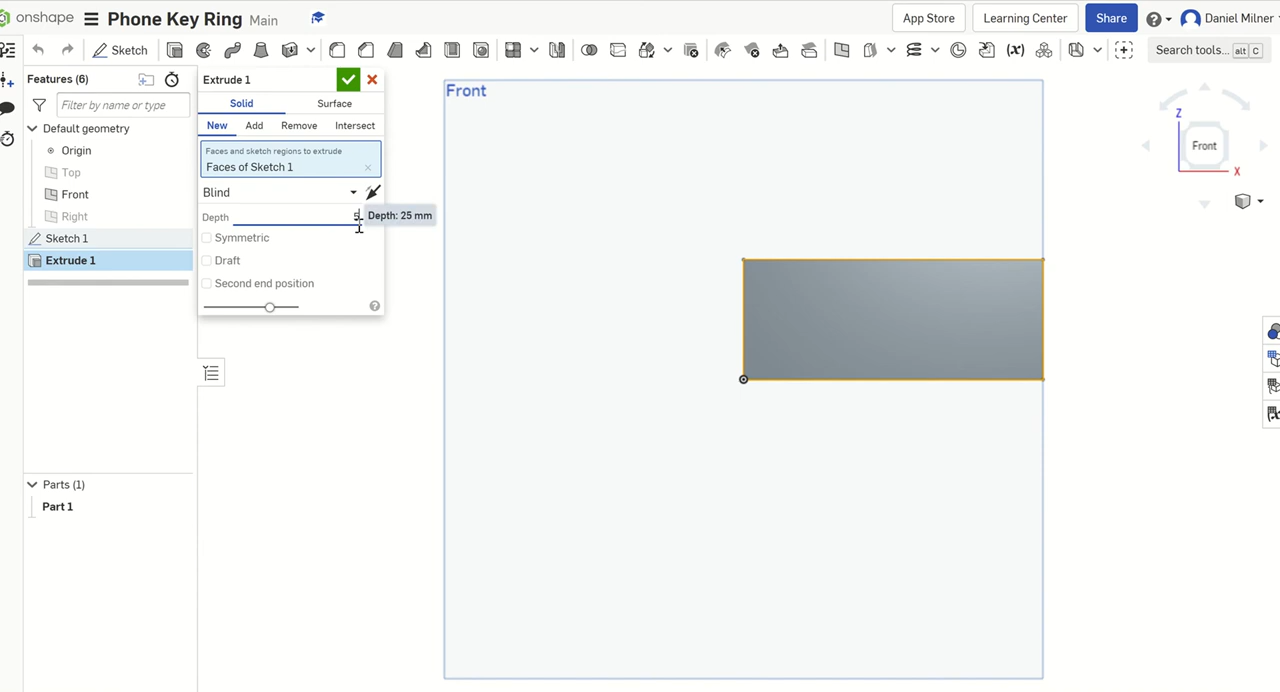 onshape Phone Key Ring Main App Store Learning Center Share Daniel Milner
Sketch Search tools... alt C
Features (6)
Filter by name or type
Default geometry
Origin
Top
Front
Right
Sketch 1
Extrude 1
Parts (1)
Part 1
Extrude 1
Solid Surface
New Add Remove Intersect
Faces and sketch regions to extrude
Faces of Sketch 1
Blind
Depth 5
Depth: 25 mm
Symmetric
Draft
Second end position
Front
Z
Front
X